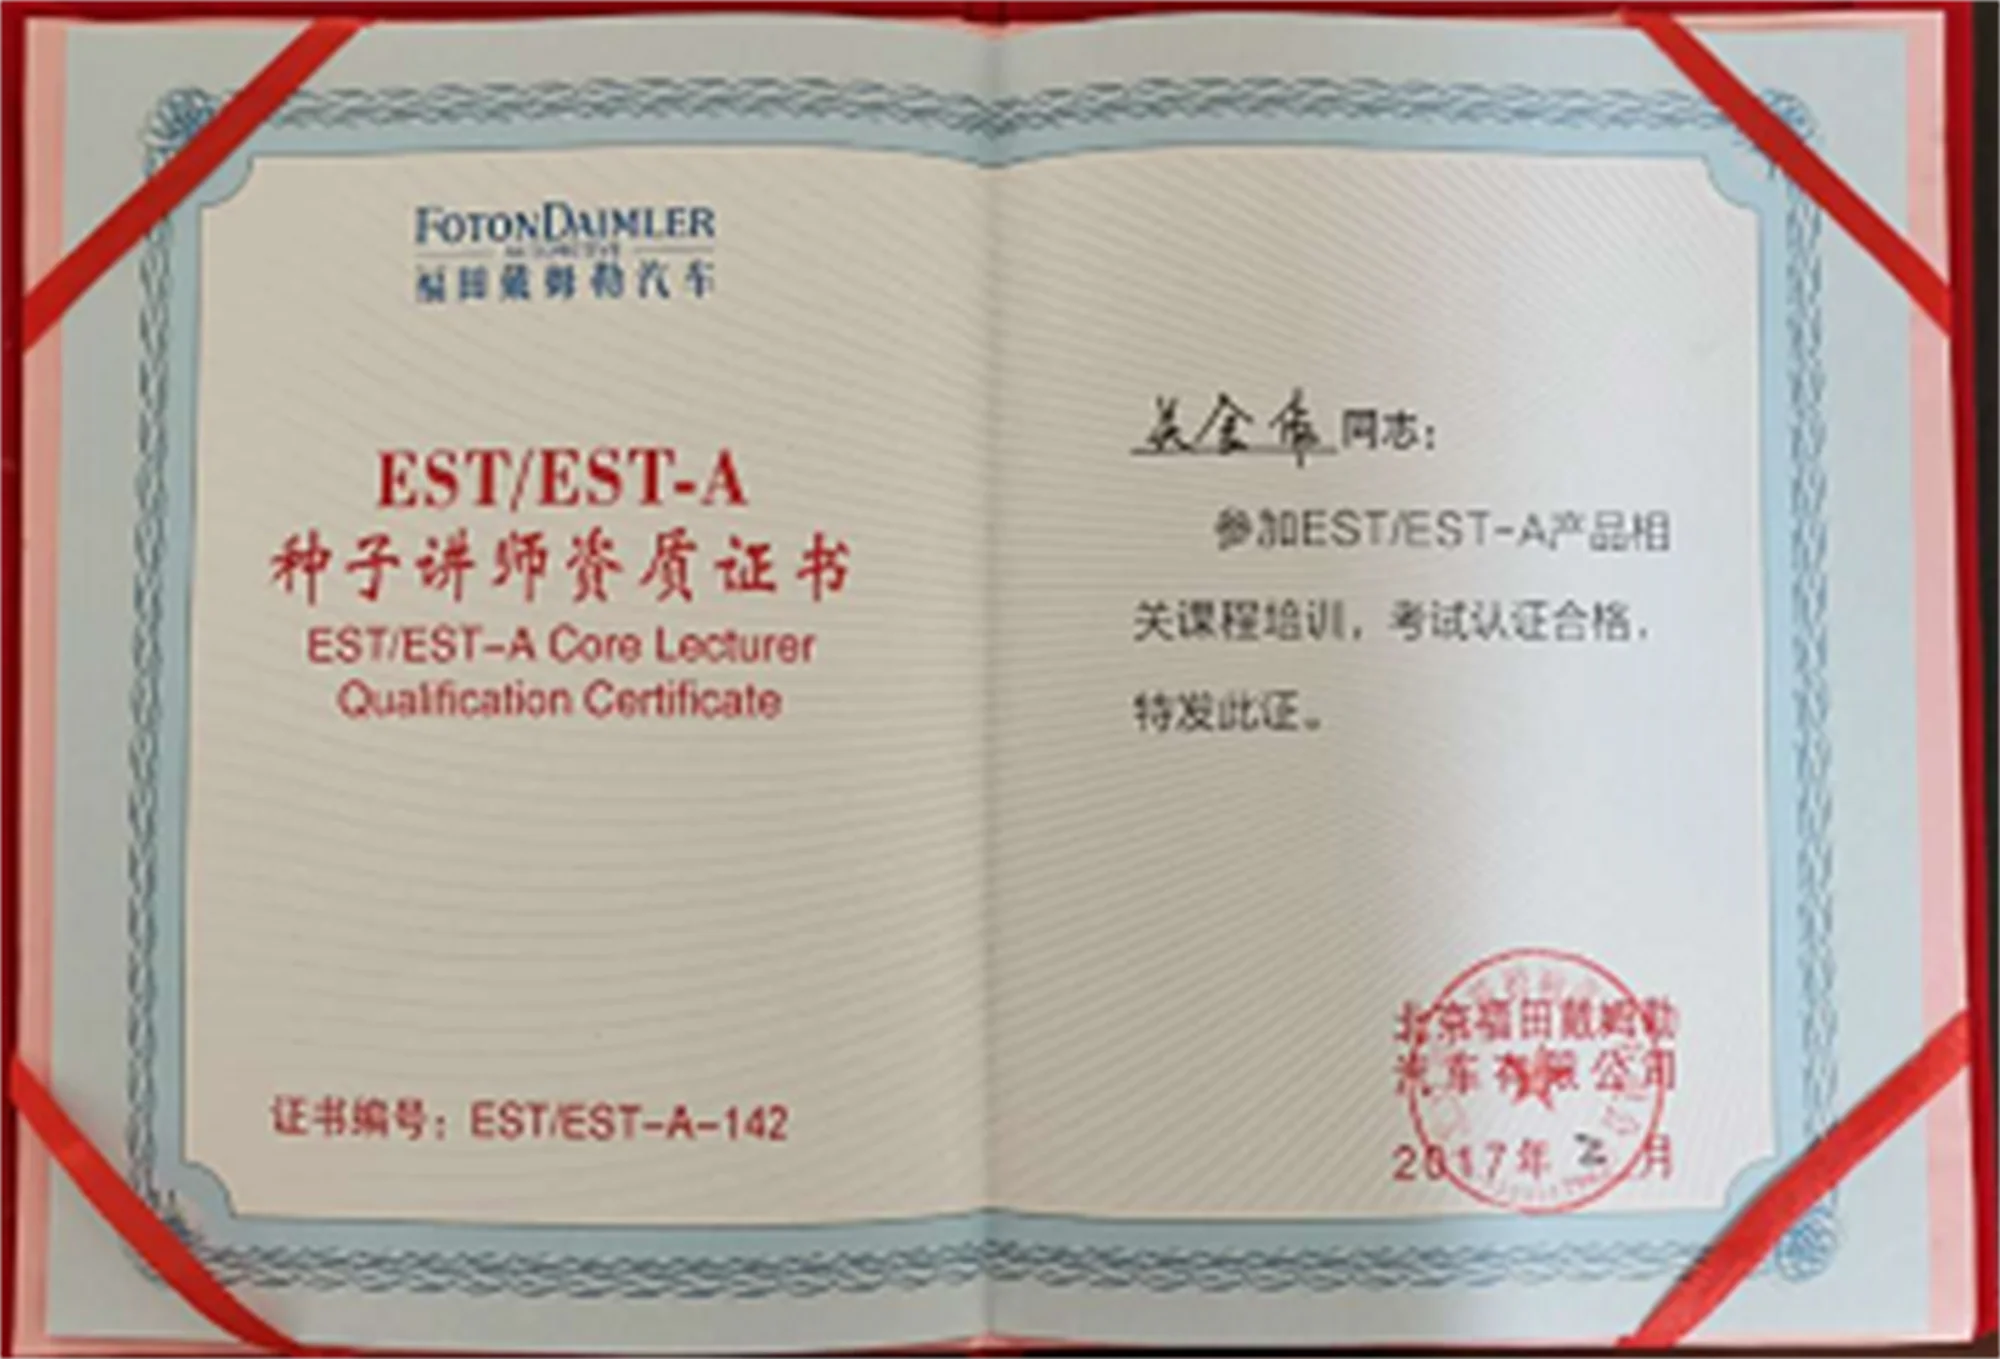 FOTONDAIMLER
AUTOMOTIVE
福田戴姆勒汽车
EST/EST-A
种子讲师资质证书
EST/EST-A Core Lecturer
Qualification Certificate
证书编号：EST/EST-A-142
同志：
参加EST/EST-A产品相
关课程培训，考试认证合格，
特发此证。
北京福田戴姆勒
汽车有限公司
2017年2月